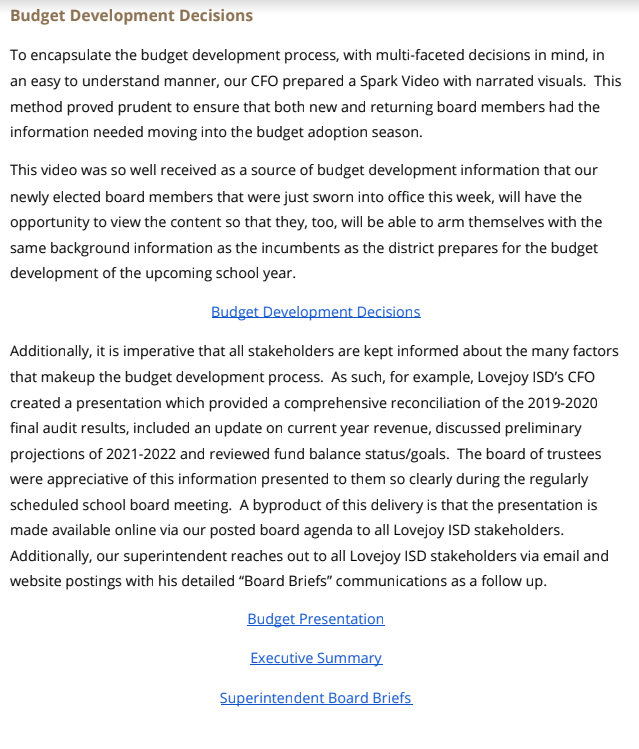 Budget Development Decisions
To encapsulate the budget development process, with multi-faceted decisions in mind, in
an easy to understand manner, our CFO prepared a Spark Video with narrated visuals.  This
method proved prudent to ensure that both new and returning board members had the
information needed moving into the budget adoption season.
This video was so well received as a source of budget development information that our
newly elected board members that were just sworn into office this week, will have the
opportunity to view the content so that they, too, will be able to arm themselves with the
same background information as the incumbents as the district prepares for the budget
development of the upcoming school year.
Budget Development Decisions
Additionally, it is imperative that all stakeholders are kept informed about the many factors
that makeup the budget development process.  As such, for example, Lovejoy ISD's CFO
created a presentation which provided a comprehensive reconciliation of the 2019-2020
final audit results, included an update on current year revenue, discussed preliminary
projections of 2021-2022 and reviewed fund balance status/goals.  The board of trustees
were appreciative of this information presented to them so clearly during the regularly
scheduled school board meeting.  A byproduct of this delivery is that the presentation is
made available online via our posted board agenda to all Lovejoy ISD stakeholders.
Additionally, our superintendent reaches out to all Lovejoy ISD stakeholders via email and
website postings with his detailed “Board Briefs” communications as a follow up.
Budget Presentation
Executive Summary
Superintendent Board Briefs